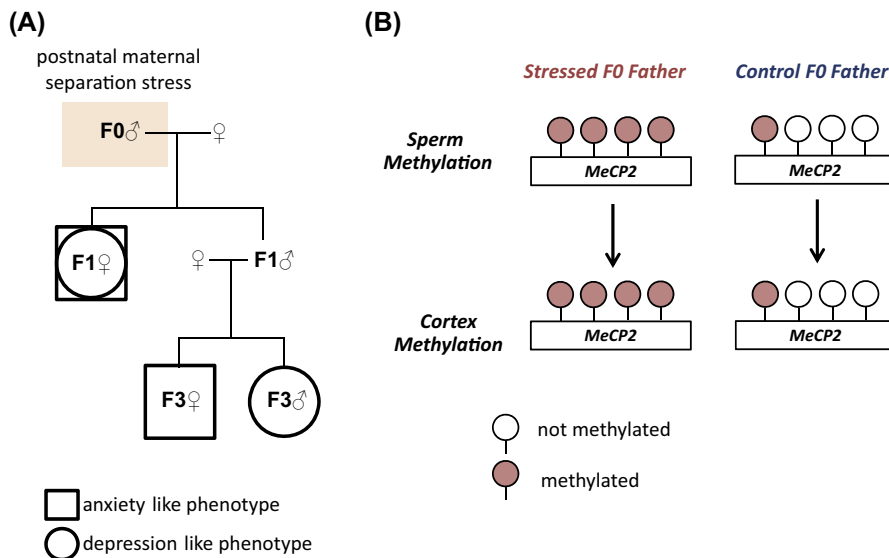 (A)
postnatal maternal
separation stress
F0♂ ♀
F1♀ ♀ F1♂
F3♀ F3♂
anxiety like phenotype
depression like phenotype
(B)
Stressed F0 Father Control F0 Father
Sperm
Methylation
MeCP2 MeCP2
Cortex
Methylation
MeCP2 MeCP2
not methylated
methylated